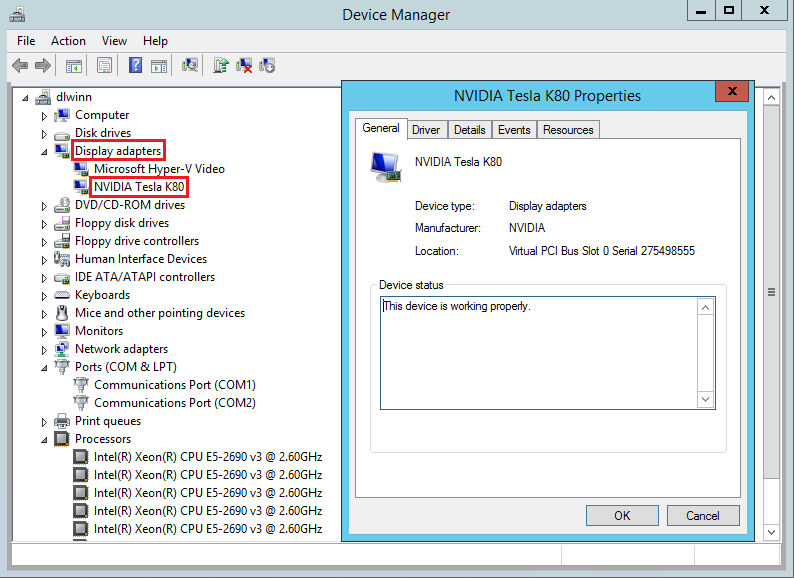 Device Manager
File Action View Help
dlwinn
Computer
Disk drives
Display adapters
Microsoft Hyper-V Video
NVIDIA Tesla K80
DVD/CD-ROM drives
Floppy disk drives
Floppy drive controllers
Human Interface Devices
IDE ATA/ATAPI controllers
Keyboards
Mice and other pointing devices
Monitors
Network adapters
Ports (COM & LPT)
Communications Port (COM1)
Communications Port (COM2)
Print queues
Processors
Intel(R) Xeon(R) CPU E5-2690 v3 @ 2.60GHz
Intel(R) Xeon(R) CPU E5-2690 v3 @ 2.60GHz
Intel(R) Xeon(R) CPU E5-2690 v3 @ 2.60GHz
Intel(R) Xeon(R) CPU E5-2690 v3 @ 2.60GHz
Intel(R) Xeon(R) CPU E5-2690 v3 @ 2.60GHz
NVIDIA Tesla K80 Properties
General Driver Details Events Resources
NVIDIA Tesla K80
Device type: Display adapters
Manufacturer: NVIDIA
Location: Virtual PCI Bus Slot 0 Serial 275498555
Device status
This device is working properly.
OK Cancel